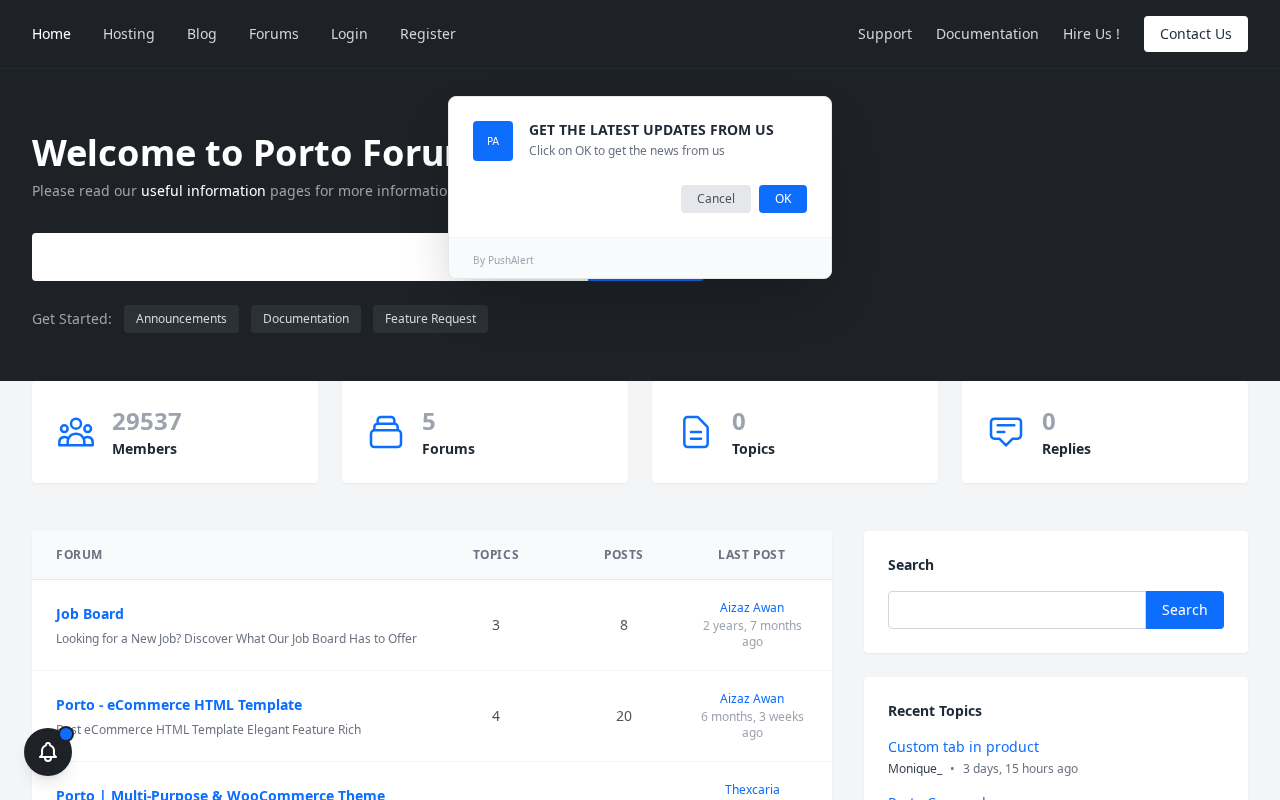 Home Hosting Blog Forums Login Register Support Documentation Hire Us ! Contact Us
PA
GET THE LATEST UPDATES FROM US
Click on OK to get the news from us
Cancel OK
By PushAlert
Welcome to Porto
Please read our useful information pages for more
Get Started: Announcements Documentation Feature Request
29537
Members
5
Forums
0
Topics
0
Replies
FORUM TOPICS POSTS LAST POST
Job Board
Looking for a New Job? Discover What Our Job Board Has to Offer
3
8
Aizaz Awan
2 years, 7 months
ago
Porto - eCommerce HTML Template
eCommerce HTML Template Elegant Feature Rich
4
20
Aizaz Awan
6 months, 3 weeks
ago
Porto | Multi-Purpose & WooCommerce Theme
Thexcaria
Search
Search
Recent Topics
Custom tab in product
Monique_ • 3 days, 15 hours ago